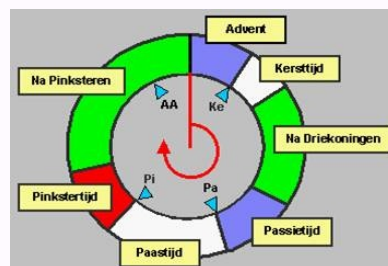 Advent
Kersttijd
Na Pinksteren
AA
Ke
Na Driekoningen
Pi
Pa
Pinkstertijd
Passietijd
Paastijd